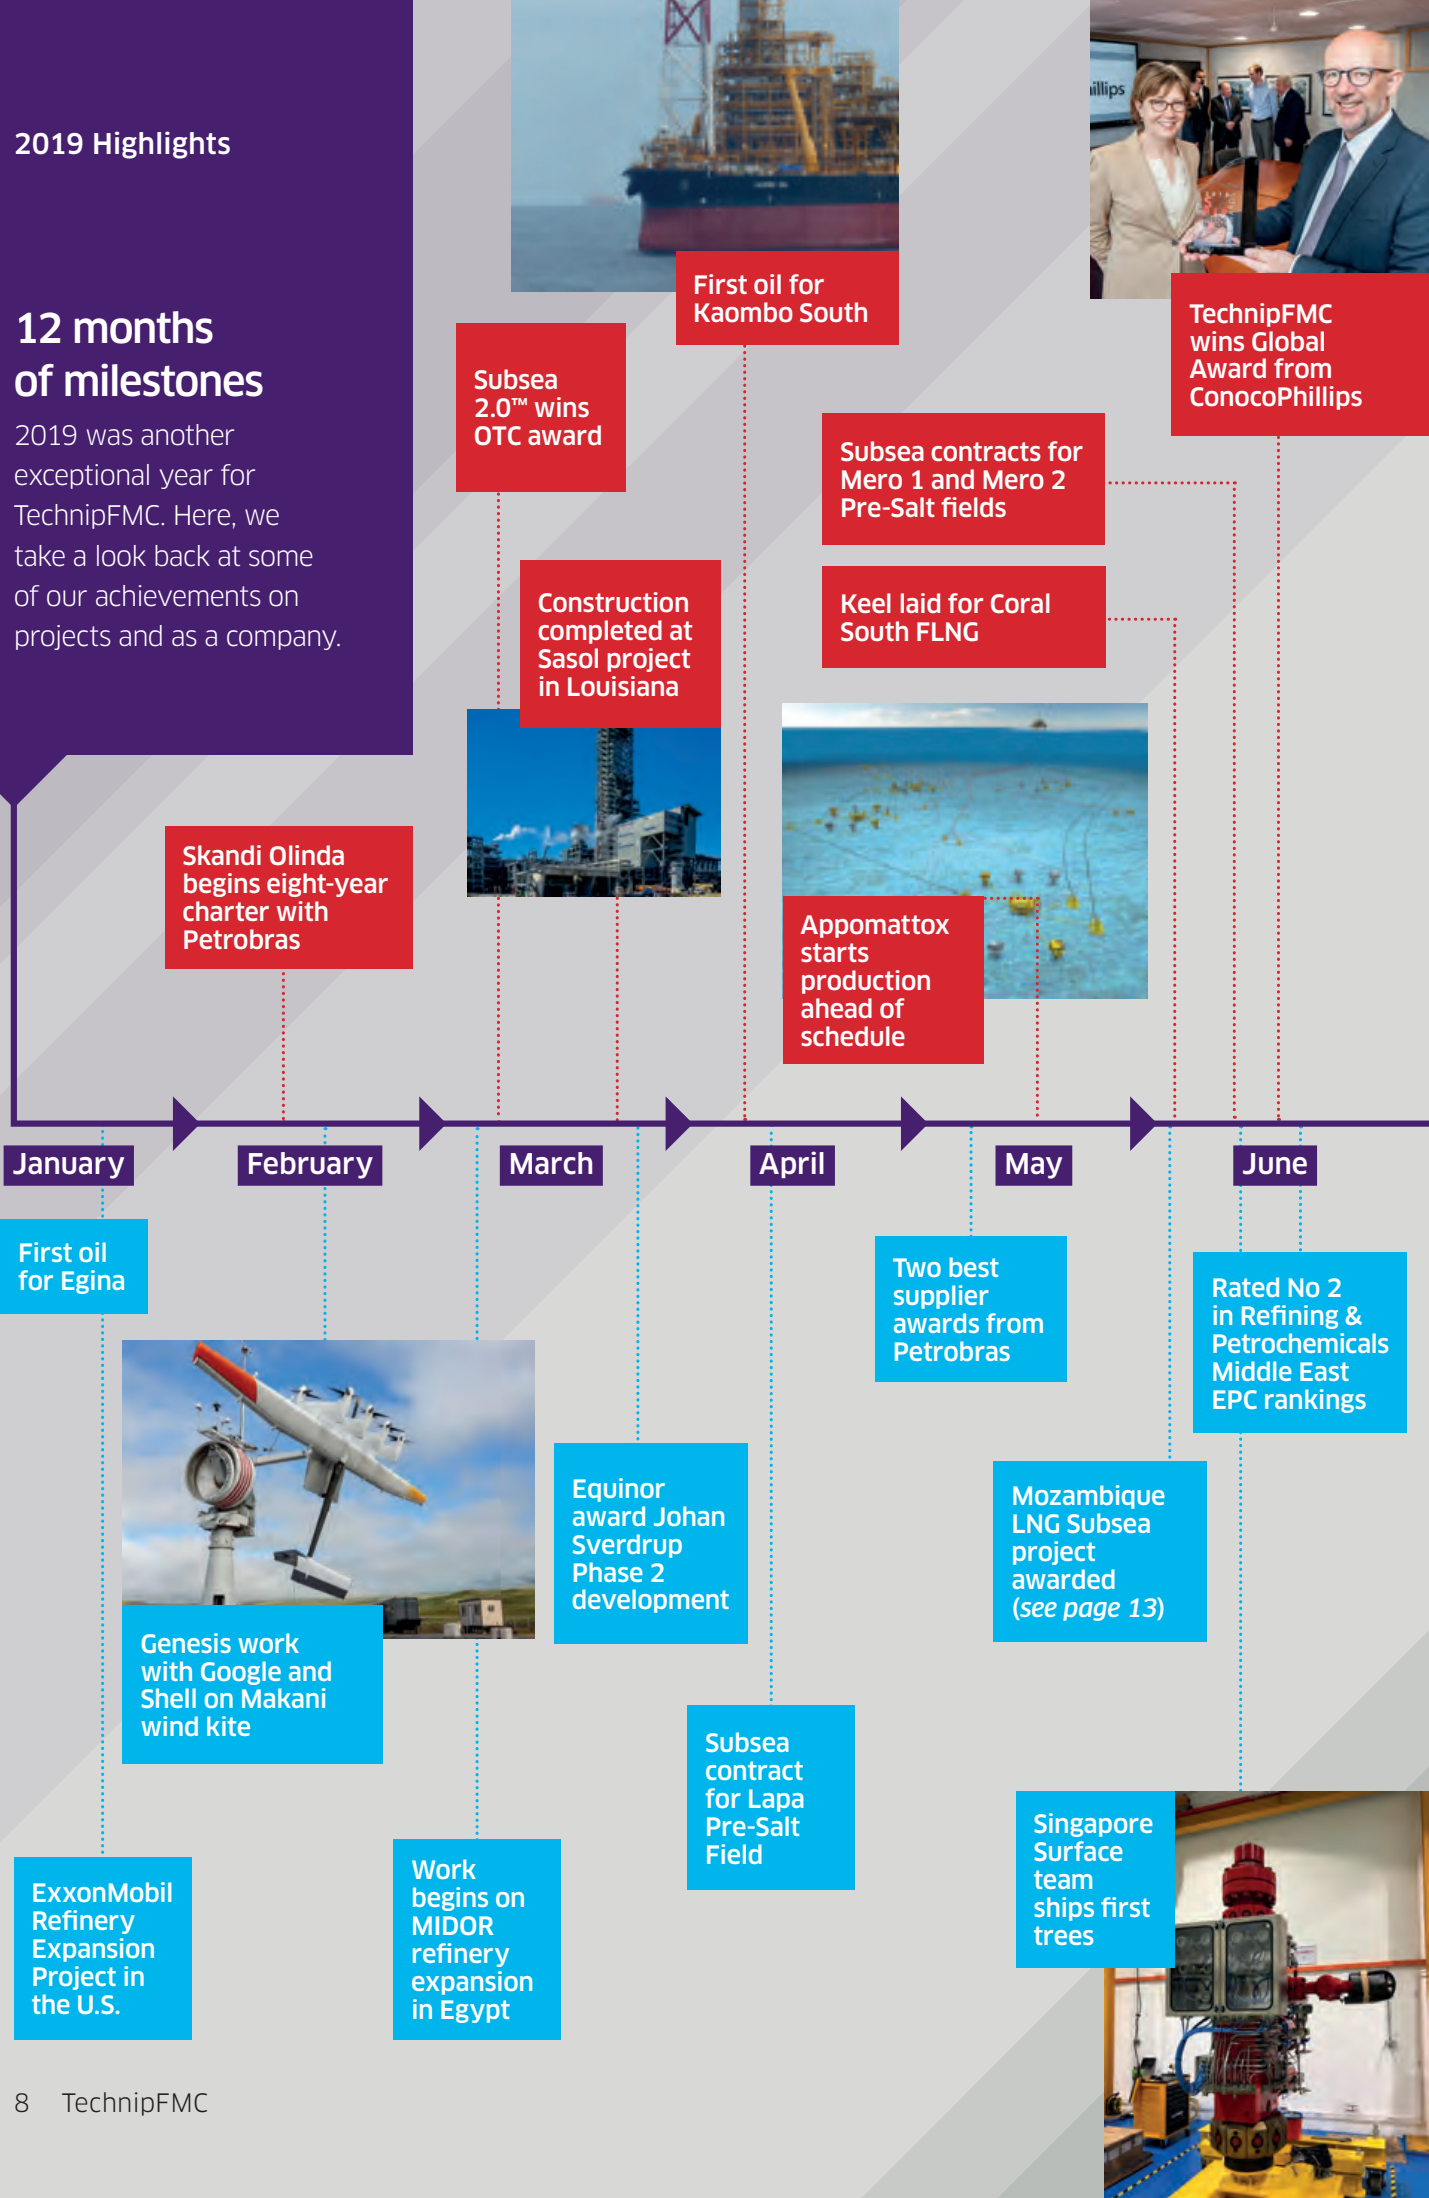 2019 Highlights
12 months
of milestones
2019 was another
exceptional year for
TechnipFMC. Here, we
take a look back at some
of our achievements on
projects and as a company.
First oil for
Kaombo South
illips
TechnipFMC
wins Global
Award from
ConocoPhillips
Subsea
2.0™ wins
OTC award
Subsea contracts for
Mero 1 and Mero 2
Pre-Salt fields
Construction
completed at
Sasol project
in Louisiana
Keel laid for Coral
South FLNG
Skandi Olinda
begins eight-year
charter with
Petrobras
Appomattox
starts
production
ahead of
schedule
January
February
March
April
May
June
First oil
for Egina
Two best
supplier
awards from
Petrobras
Rated No 2
in Refining &
Petrochemicals
Middle East
EPC rankings
Equinor
award Johan
Sverdrup
Phase 2
development
Mozambique
LNG Subsea
project
awarded
(see page 13)
Genesis work
with Google and
Shell on Makani
wind kite
Subsea
contract
for Lapa
Pre-Salt
Field
Singapore
Surface
team
ships first
trees
ExxonMobil
Refinery
Expansion
Project in
the U.S.
Work
begins on
MIDOR
refinery
expansion
in Egypt
8 TechnipFMC